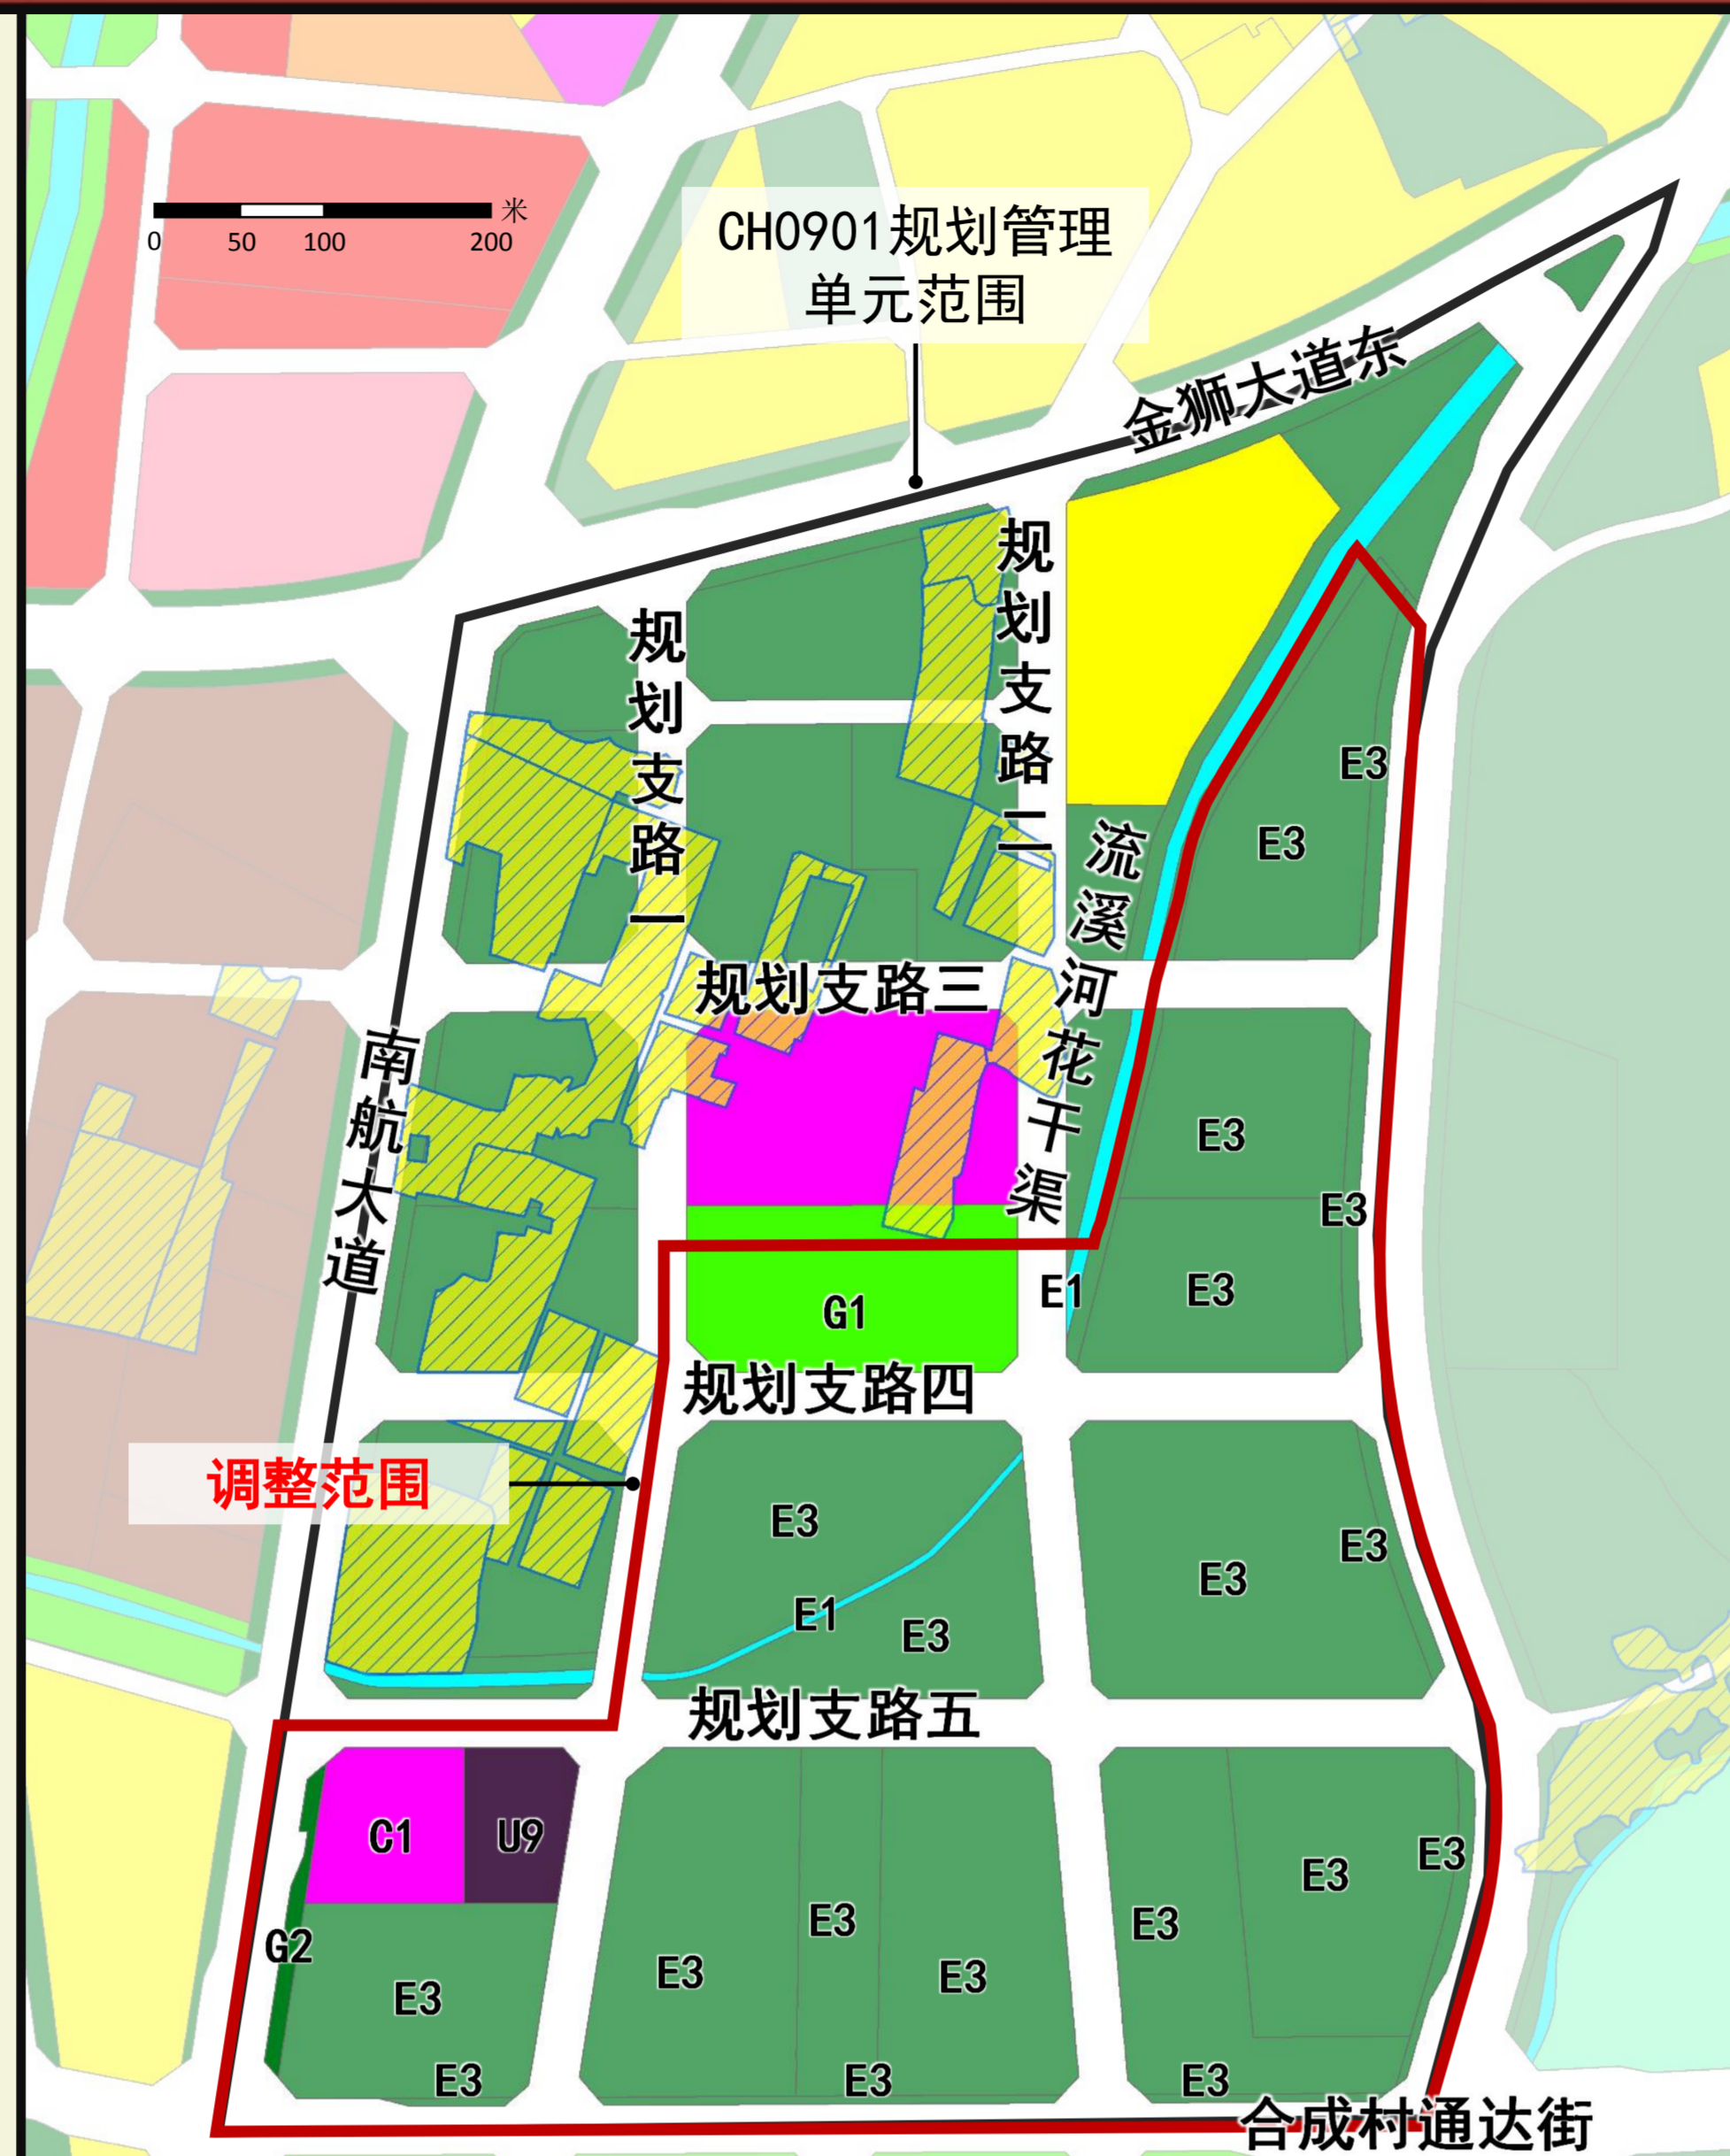 米
0 50 100 200
CH0901规划管理
单元范围
金狮大道东
规划支路二
规划支路一
E3
流溪河花干渠
E3
规划支路三
南航大道
E3
E3
E1
E3
G1
规划支路四
调整范围
E3
E3
E3
E1
E3
规划支路五
C1
U9
E3
E3
E3
E3
G2
E3
E3
E3
E3
E3
E3
合成村通达街